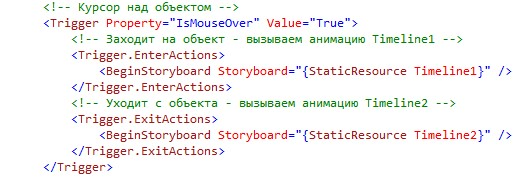 <!-- Курсор над объектом -->
<Trigger Property="IsMouseOver" Value="True">
<!-- Заходит на объект - вызываем анимацию Timeline1 -->
<Trigger.EnterActions>
<BeginStoryboard Storyboard="{StaticResource Timeline1}" />
</Trigger.EnterActions>
<!-- Уходит с объекта - вызываем анимацию Timeline2 -->
<Trigger.ExitActions>
<BeginStoryboard Storyboard="{StaticResource Timeline2}" />
</Trigger.ExitActions>
</Trigger>